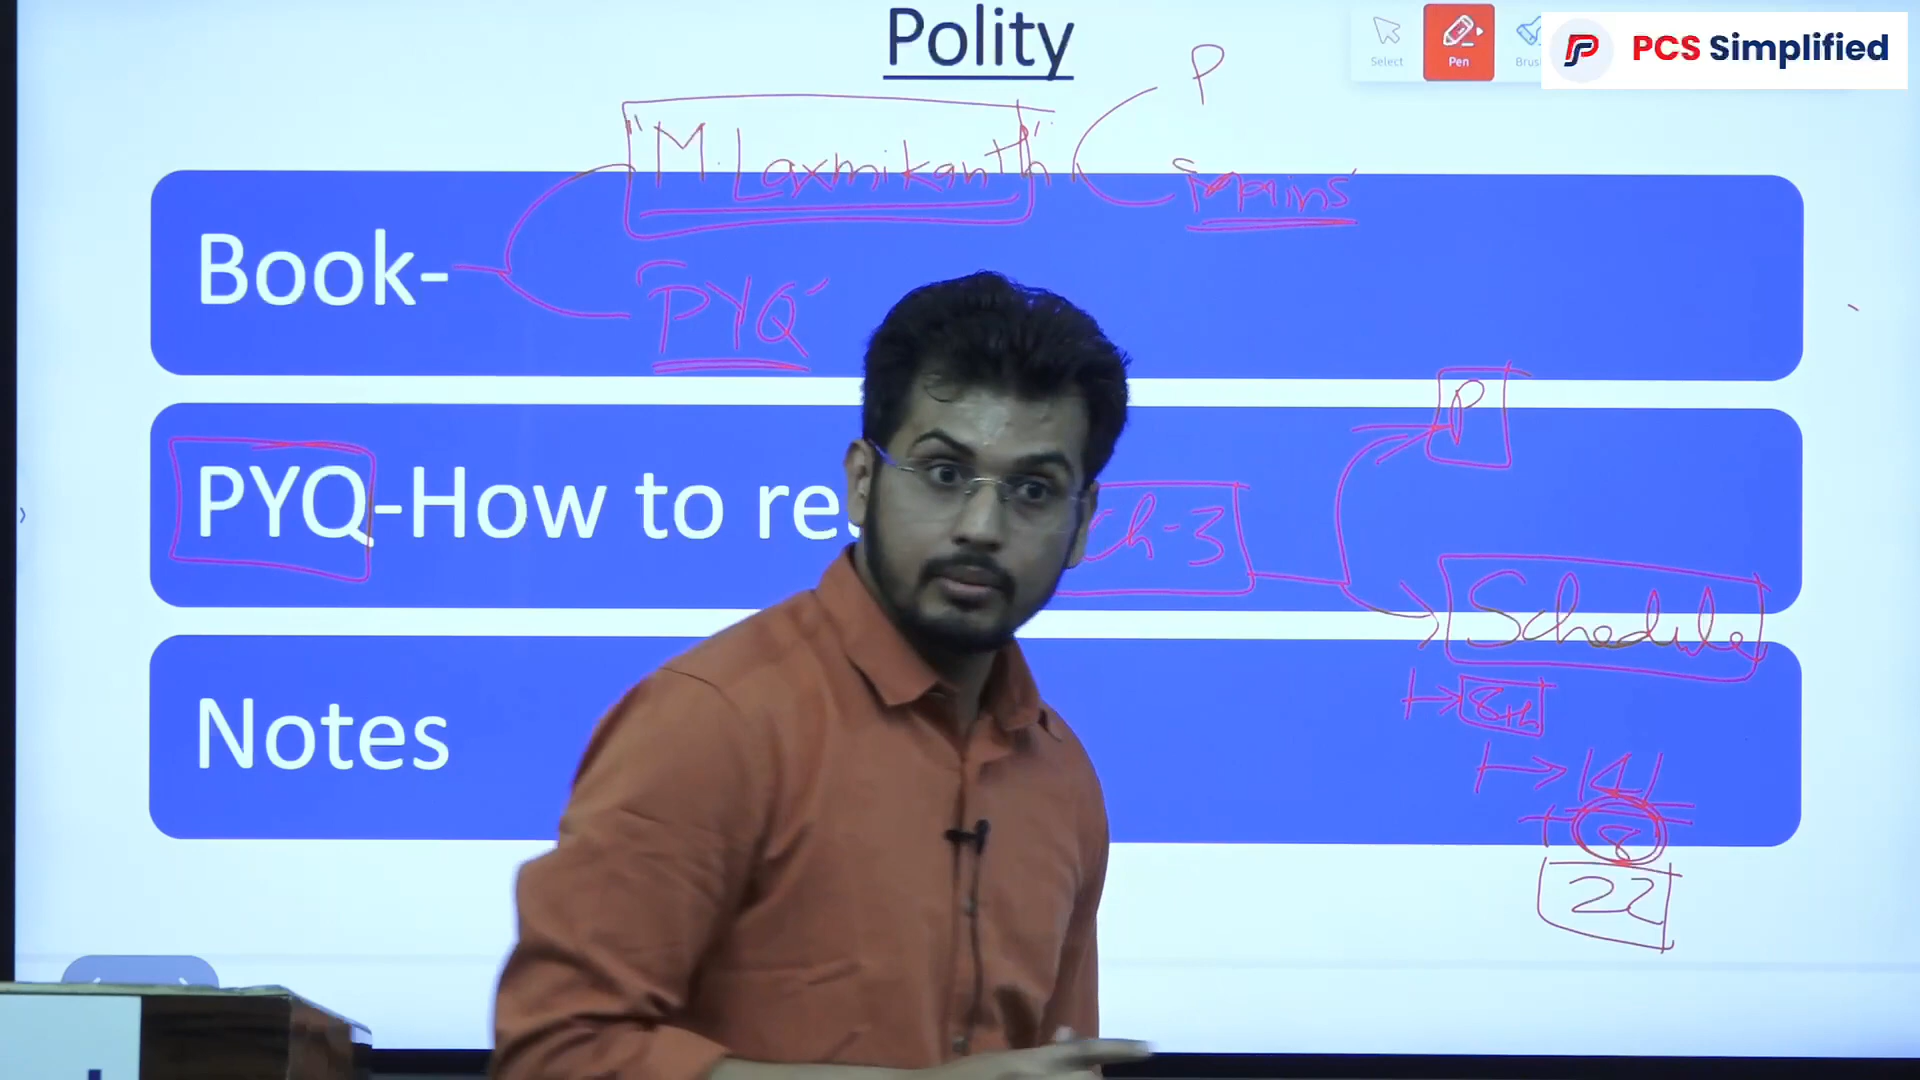 Polity
Select
Pen
PCS Simplified
P
"M. Laxmikanth"
Mains
Book-
PYQ
P
PYQ-How to re
Ch-3
Schedule
8th
Notes
14
+ 8
22